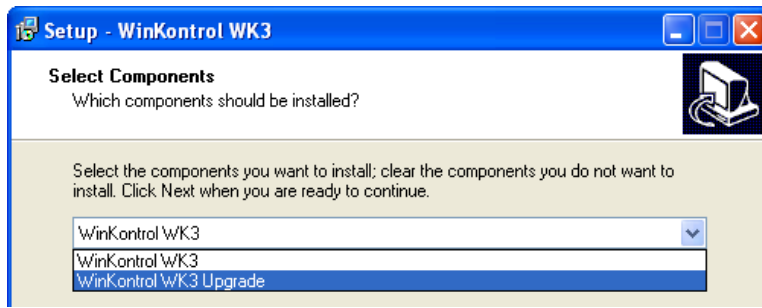 Setup - WinKontrol WK3
Select Components
Which components should be installed?
Select the components you want to install; clear the components you do not want to
install. Click Next when you are ready to continue.
WinKontrol WK3
WinKontrol WK3
WinKontrol WK3 Upgrade